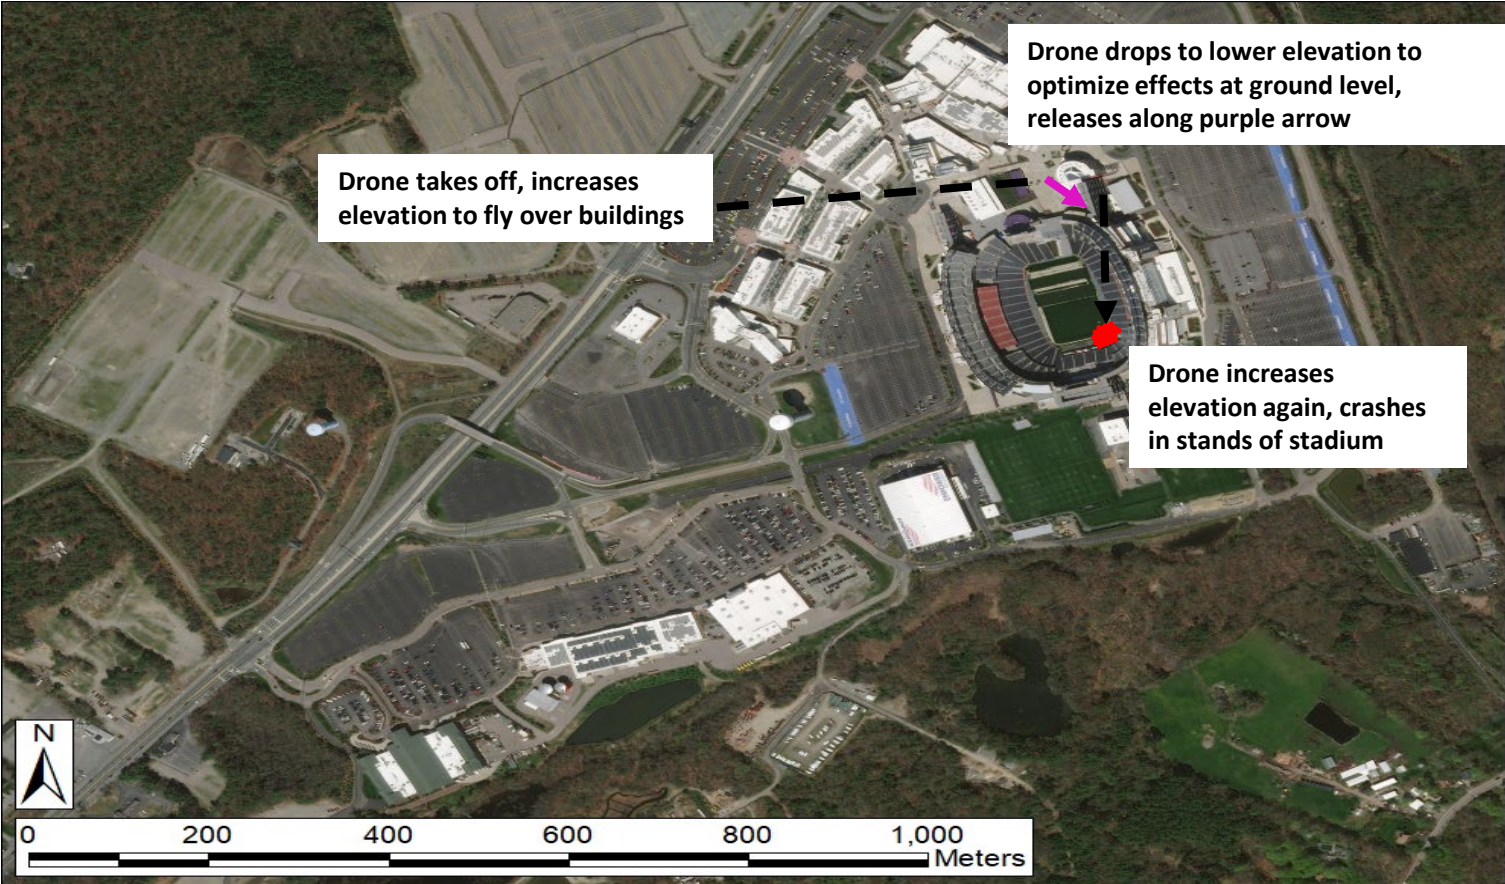 Drone drops to lower elevation to
optimize effects at ground level,
releases along purple arrow
Drone takes off, increases
elevation to fly over buildings
Drone increases
elevation again, crashes
in stands of stadium
N
0 200 400 600 800 1,000
Meters